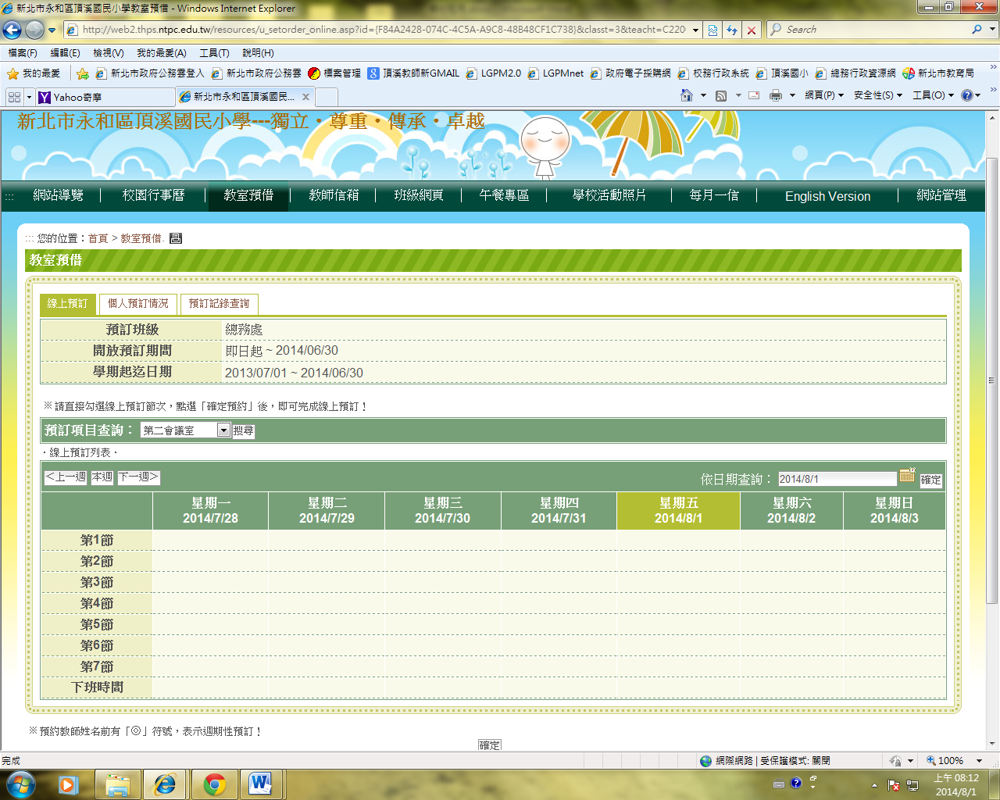 新北市永和區頂溪國民小學教室預借 - Windows Internet Explorer
http://web2.thps.ntpc.edu.tw/resources/u_setorder_online.asp?id={F84A2428-074C-4C5A-A9C8-48B48CF1C738}&classt=3&teacht=C220 Search
檔案(F) 編輯(E) 檢視(V) 我的最愛(A) 工具(T) 說明(H)
我的最愛 新北市政府公務雲登入 新北市政府公務雲 標案管理 頂溪教師新GMAIL LGPM2.0 LGPMnet 政府電子採購網 校務行政系統 頂溪國小 總務行政資源網 新北市教育局
Yahoo奇摩 新北市永和區頂溪國民... 網頁(P) 安全性(S) 工具(O)
新北市永和區頂溪國民小學---獨立‧尊重‧傳承‧卓越
::: 網站導覽 校園行事曆 教室預借 教師信箱 班級網頁 午餐專區 學校活動照片 每月一信 English Version 網站管理
::: 您的位置：首頁 > 教室預借.
教室預借
線上預訂 個人預訂情況 預訂記錄查詢
預訂班級 總務處
開放預訂期間 即日起 ~ 2014/06/30
學期起迄日期 2013/07/01 ~ 2014/06/30
※請直接勾選線上預訂節次，點選「確定預約」後，即可完成線上預訂！
預訂項目查詢： 第二會議室 搜尋
‧線上預訂列表‧
<上一週 本週 下一週> 依日期查詢： 2014/8/1 確定
星期一 星期二 星期三 星期四 星期五 星期六 星期日
2014/7/28 2014/7/29 2014/7/30 2014/7/31 2014/8/1 2014/8/2 2014/8/3
第1節
第2節
第3節
第4節
第5節
第6節
第7節
下班時間
※預約教師姓名前有「◎」符號，表示週期性預訂！
確定
完成 網際網路 | 受保護模式: 關閉 100%
上午 08:12
2014/8/1